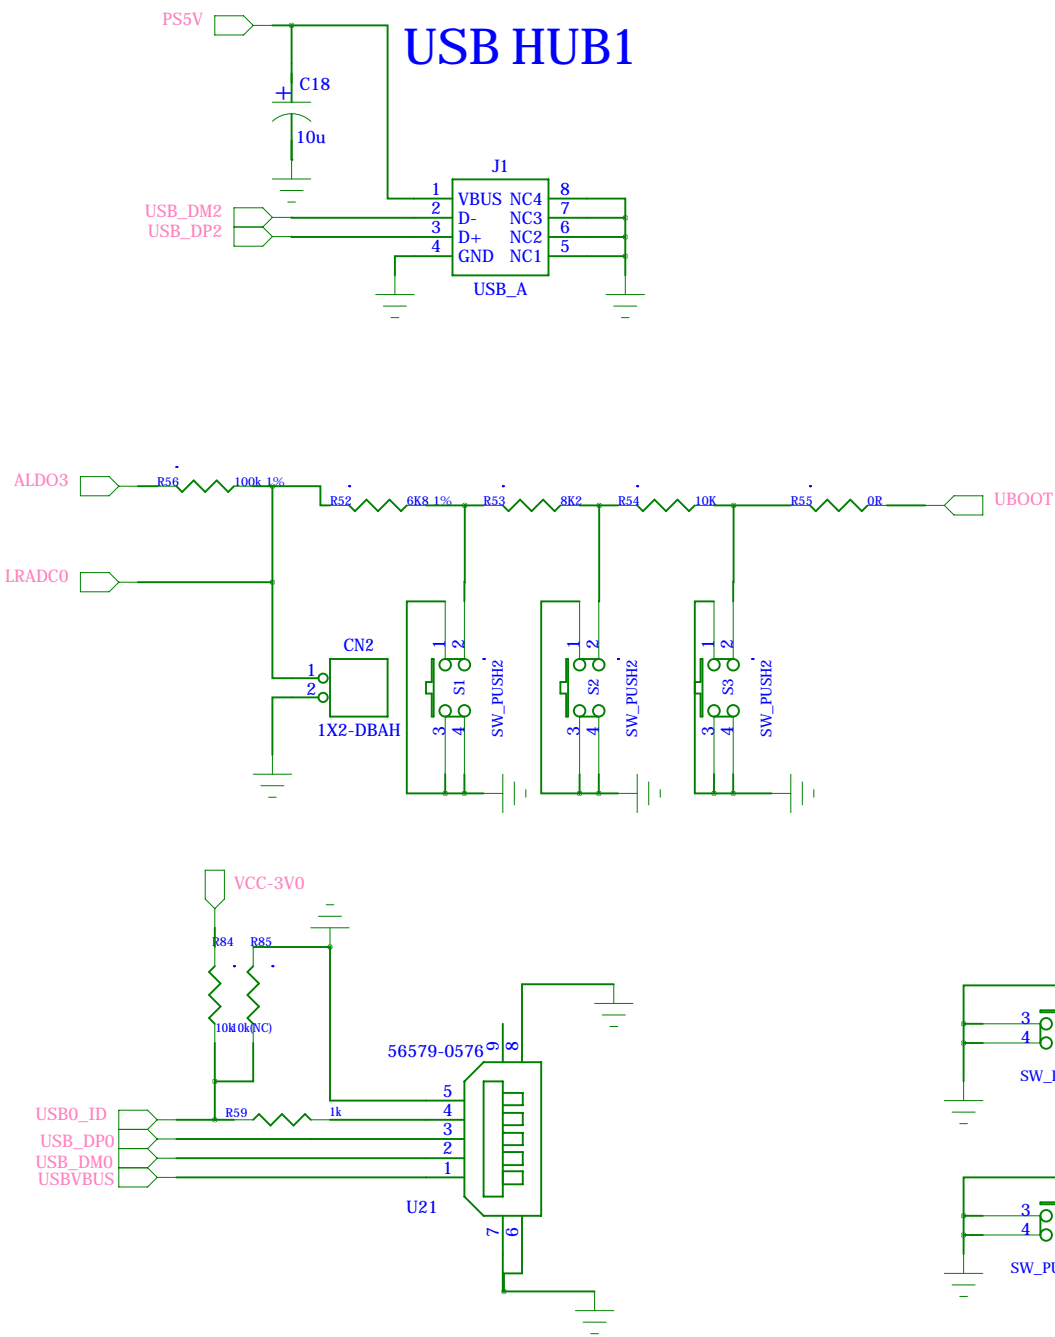 PS5V
USB HUB1
+
C18
10u
J1
1 VBUS NC4 8
USB_DM2 2 D- NC3 7
USB_DP2 3 D+ NC2 6
4 GND NC1 5
USB_A
ALDO3 R56 100k 1%
R52 6K8 1% R53 8K2 R54 10K R55 0R UBOOT
LRADC0
CN2
1
2
1X2-DBAH
1 2
S1
3 4
SW_PUSH2
1 2
S2
3 4
SW_PUSH2
1 2
S3
3 4
SW_PUSH2
VCC-3V0
R84 R85
10k 10k(NC)
56579-0576
9 8
5
USB0_ID R59 1k 4
USB_DP0 3
USB_DM0 2
USBVBUS 1
U21
7 6
3
4
3
4
SW_PU